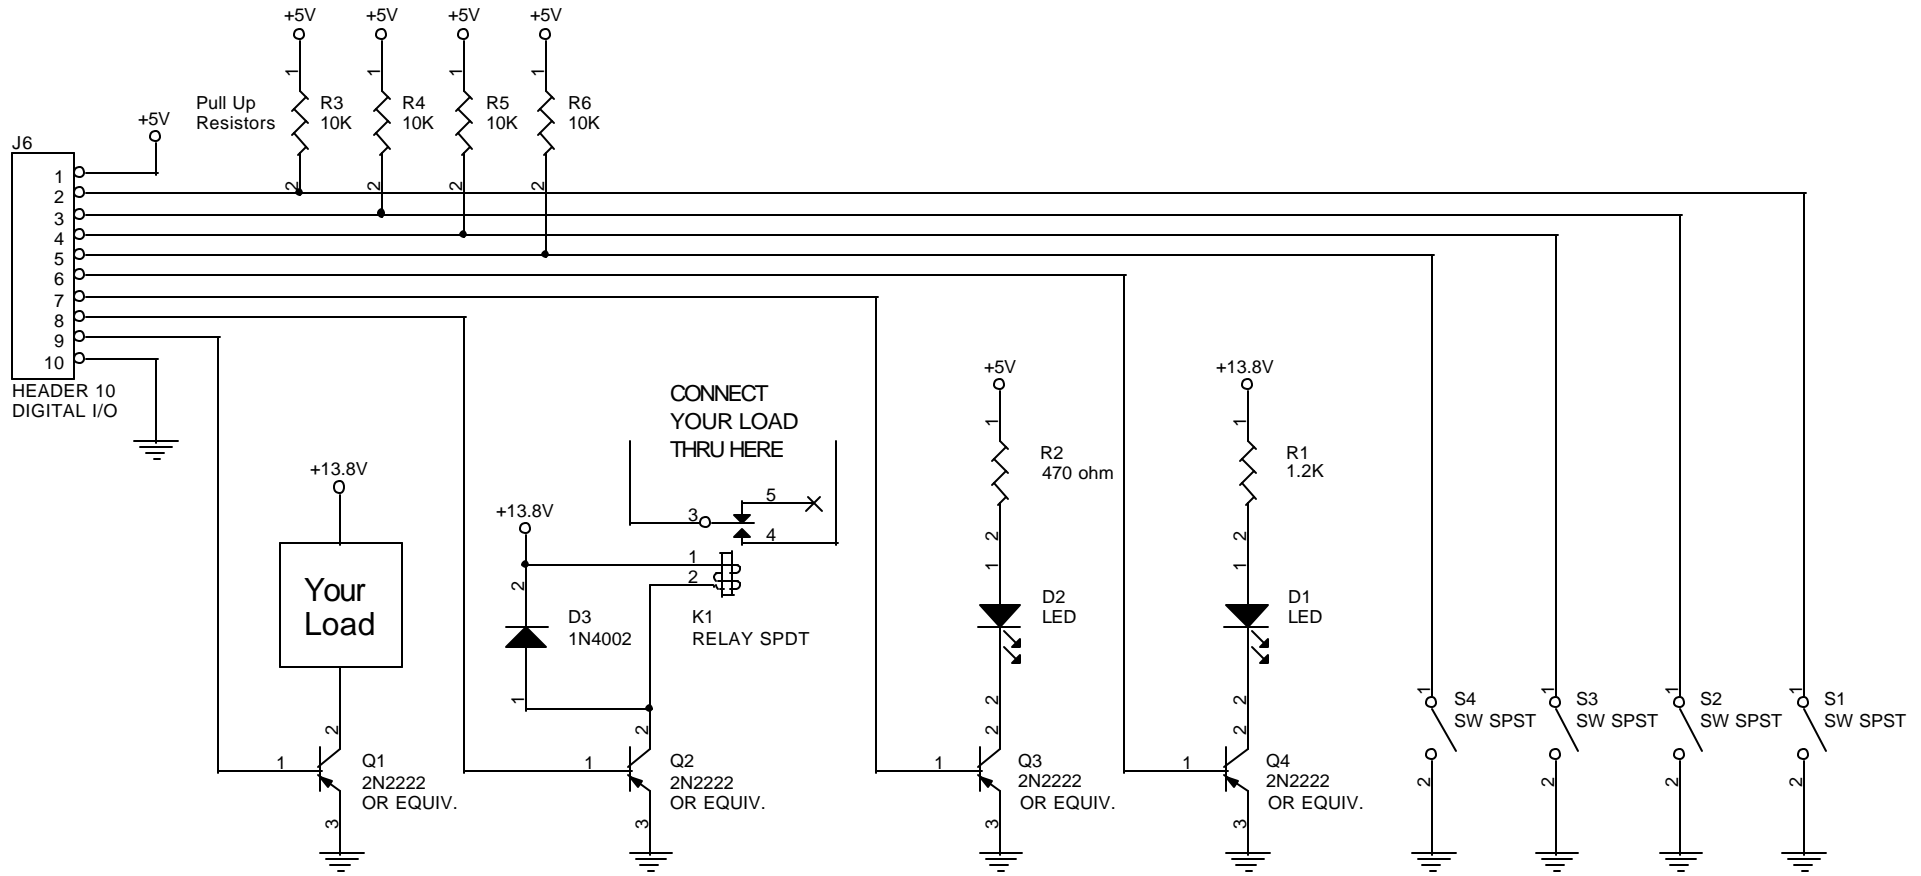 +5V
+5V
+5V
+5V
1
1
1
1
Pull Up
Resistors
R3
10K
R4
10K
R5
10K
R6
10K
2
2
2
2
+5V
J6
1
2
3
4
5
6
7
8
9
10
HEADER 10
DIGITAL I/O
+13.8V
Your
Load
2
1
Q1
2N2222
OR EQUIV.
3
CONNECT
YOUR LOAD
THRU HERE
5
3
4
+13.8V
1
2
2
D3
1N4002
K1
RELAY SPDT
1
2
1
Q2
2N2222
OR EQUIV.
3
+5V
1
R2
470 ohm
2
1
D2
LED
2
2
1
Q3
2N2222
OR EQUIV.
3
+13.8V
1
R1
1.2K
2
1
D1
LED
2
2
1
Q4
2N2222
OR EQUIV.
3
1
S4
SW SPST
2
1
S3
SW SPST
2
1
S2
SW SPST
2
1
S1
SW SPST
2